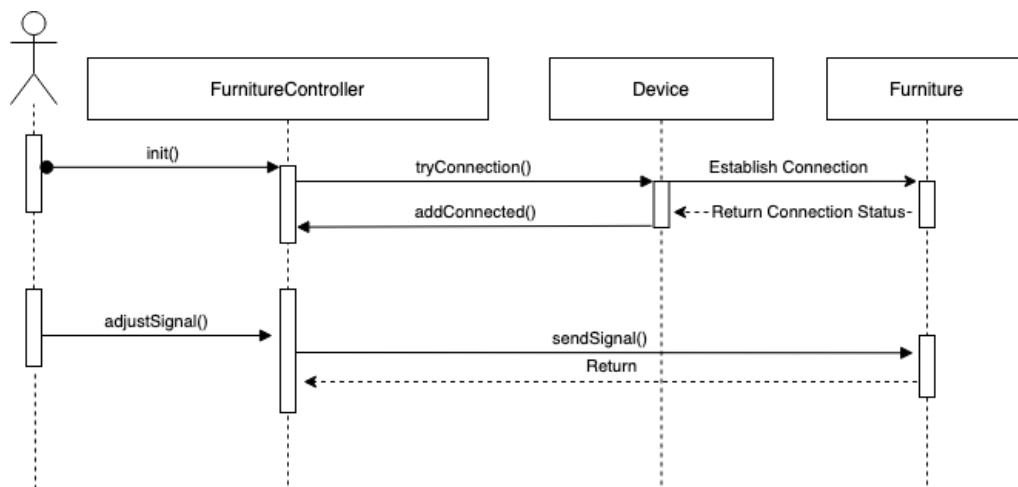 FurnitureController
Device
Furniture
init()
tryConnection()
Establish Connection
addConnected()
Return Connection Status
adjustSignal()
sendSignal()
Return